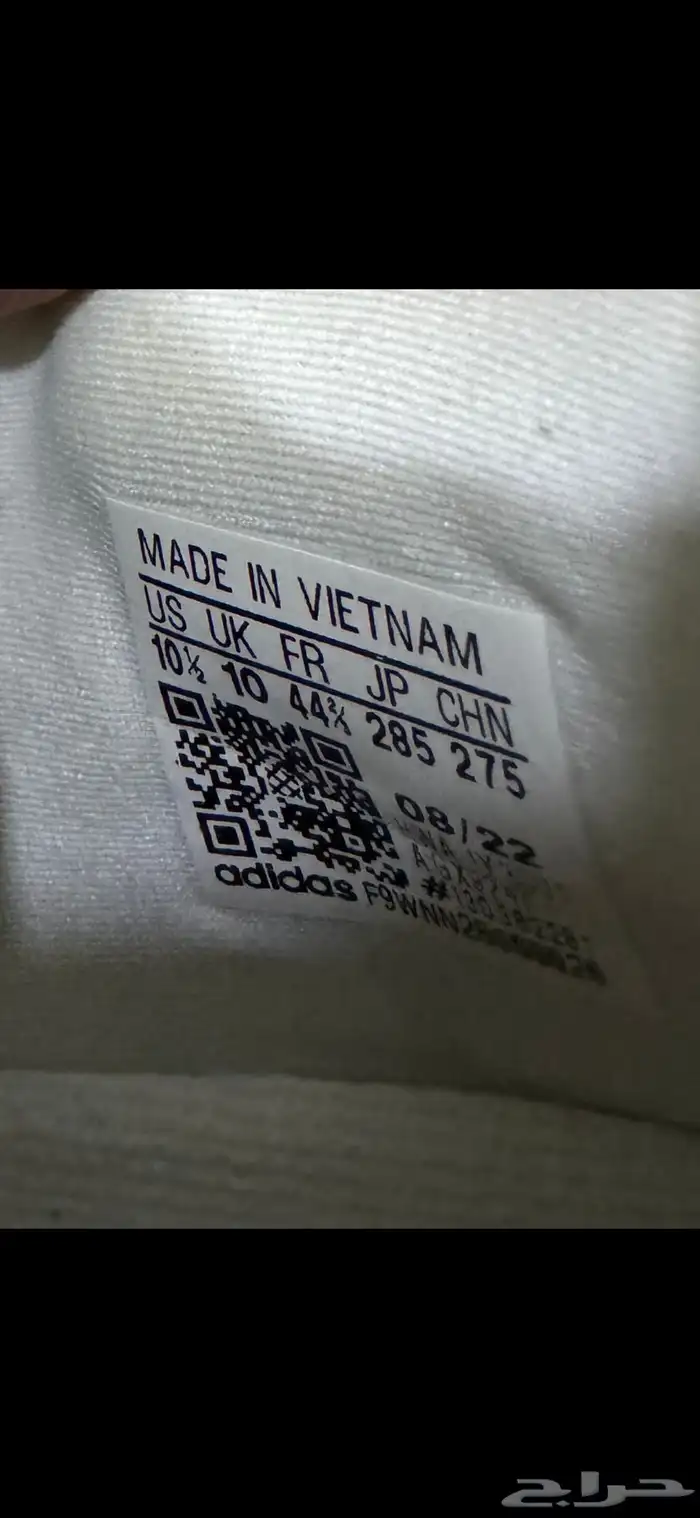 MADE IN VIETNAM
US UK FR JP CHN
10½ 10 44⅔ 285 275
08/22
adidas
حراج